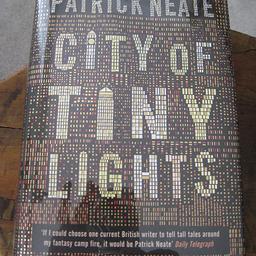 PATRICK NEATE
CITY OF
TINY
LIGHTS
'If I could choose one current British writer to tell tall tales around
my fantasy camp fire, it would be Patrick Neate' Daily Telegraph